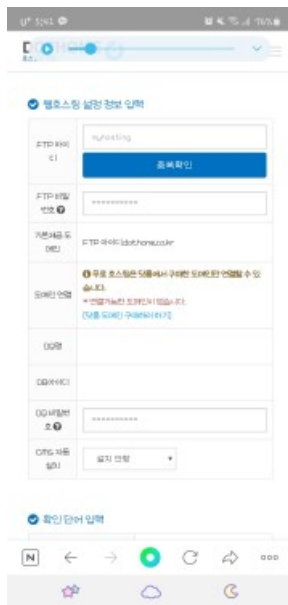 U+ 5:41
76%
DOTHOME
웹호스팅 설정 정보 입력
FTP 아이
디
myhosting
중복확인
FTP 비밀
번호
**********
기본제공 도
메인
FTP 아이디.dothome.co.kr
도메인 연결
무료 호스팅은 닷홈에서 구매한 도메인만 연결할 수 있
습니다.
* 연결가능한 도메인이 없습니다.
[닷홈 도메인 구매하러 하기]
DB명
DB아이디
DB 비밀번
호
**********
CMS 자동
설치
설치 안함
확인 단어 입력
N